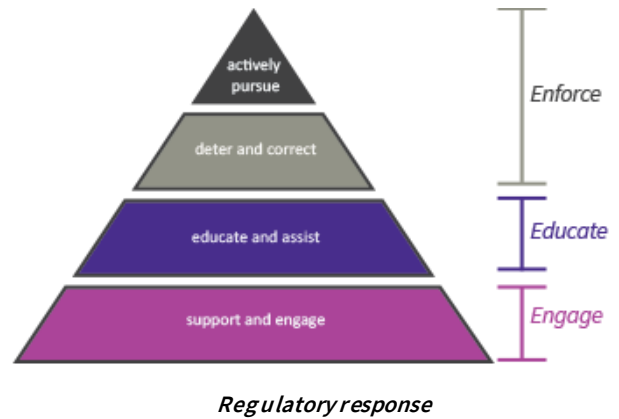 actively
pursue
Enforce
deter and correct
educate and assist
Educate
support and engage
Engage
Regulatory response